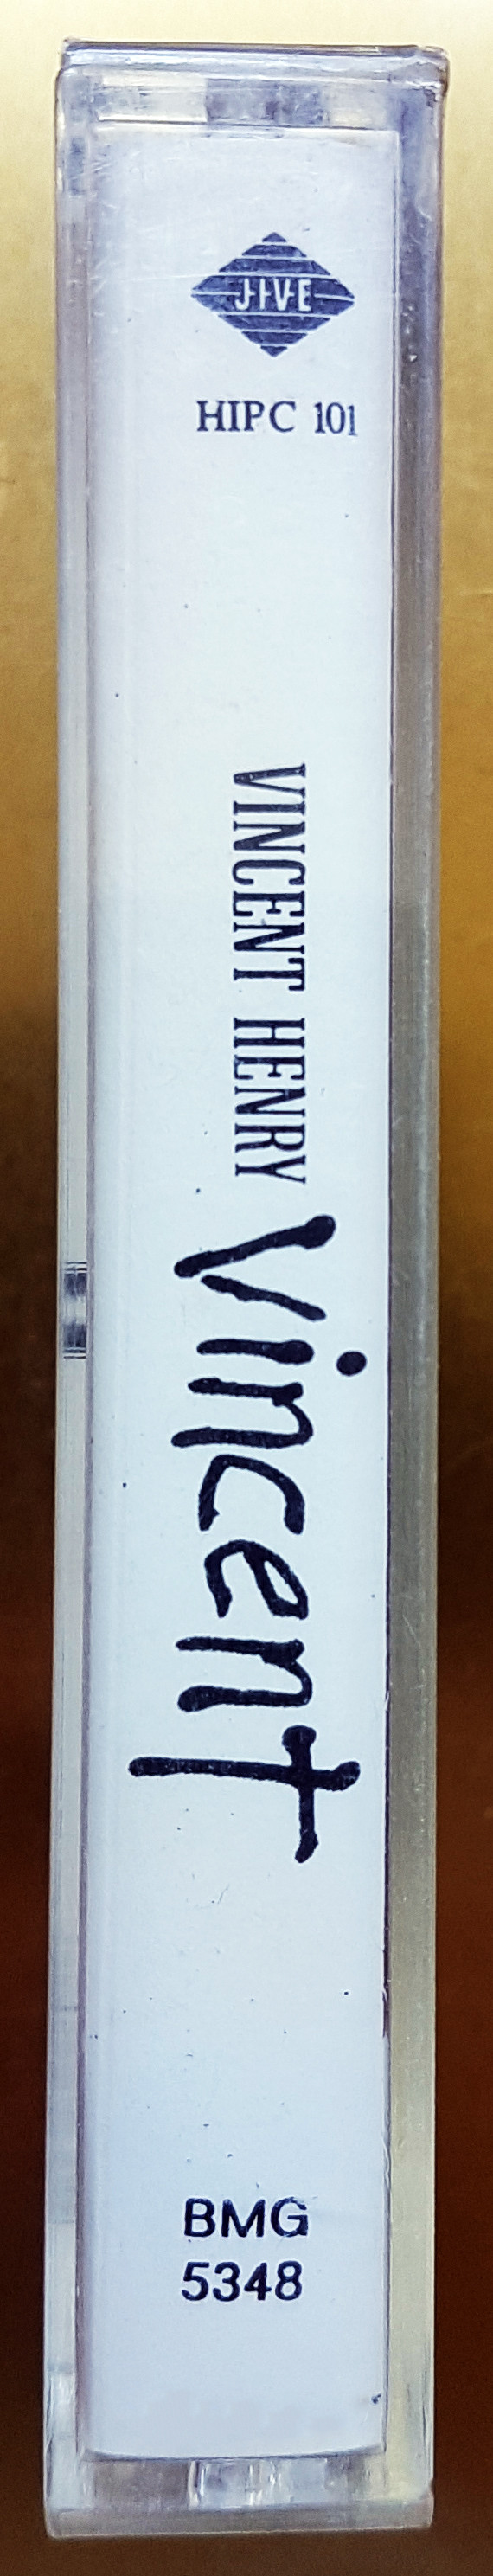 JIVE
HIPC 101
VINCENT HENRY
Vincent
BMG
5348